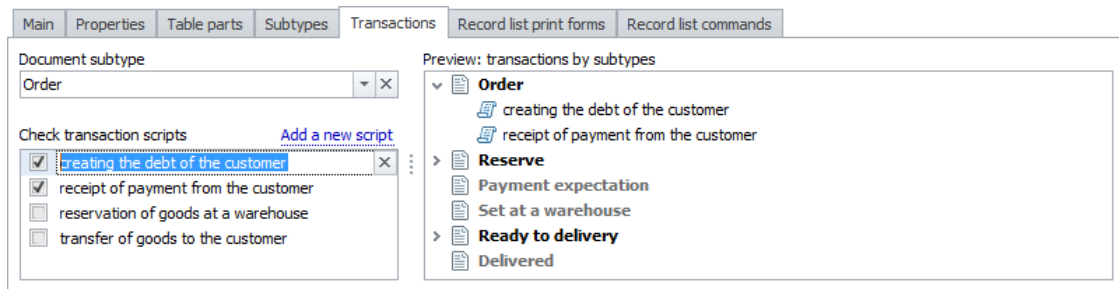 Main Properties Table parts Subtypes Transactions Record list print forms Record list commands
Document subtype
Order
Check transaction scripts Add a new script
creating the debt of the customer
receipt of payment from the customer
reservation of goods at a warehouse
transfer of goods to the customer
Preview: transactions by subtypes
Order
creating the debt of the customer
receipt of payment from the customer
Reserve
Payment expectation
Set at a warehouse
Ready to delivery
Delivered